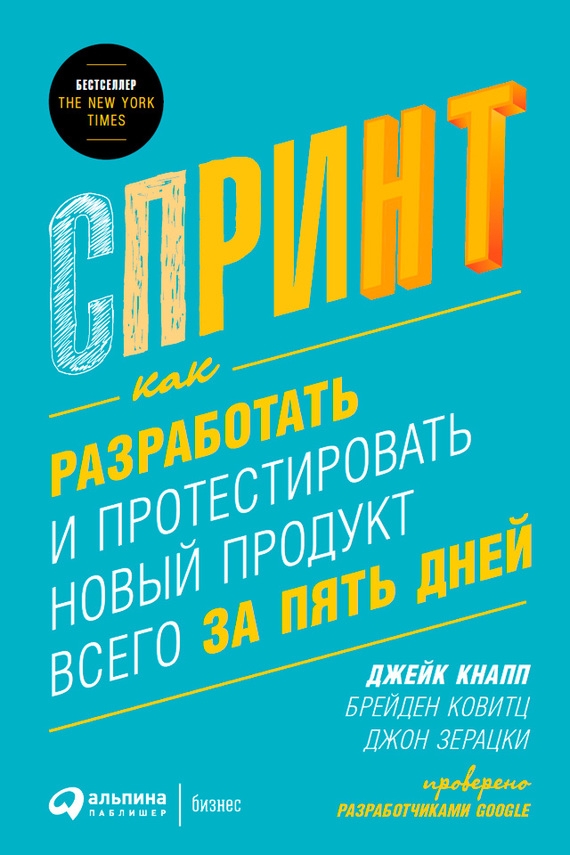 БЕСТСЕЛЛЕР
THE NEW YORK
TIMES
СПРИНТ
как
РАЗРАБОТАТЬ
И ПРОТЕСТИРОВАТЬ
НОВЫЙ ПРОДУКТ
ВСЕГО ЗА ПЯТЬ ДНЕЙ
ДЖЕЙК КНАПП
БРЕЙДЕН КОВИТЦ
ДЖОН ЗЕРАЦКИ
проверено
РАЗРАБОТЧИКАМИ GOOGLE
альпина
ПАБЛИШЕР
бизнес